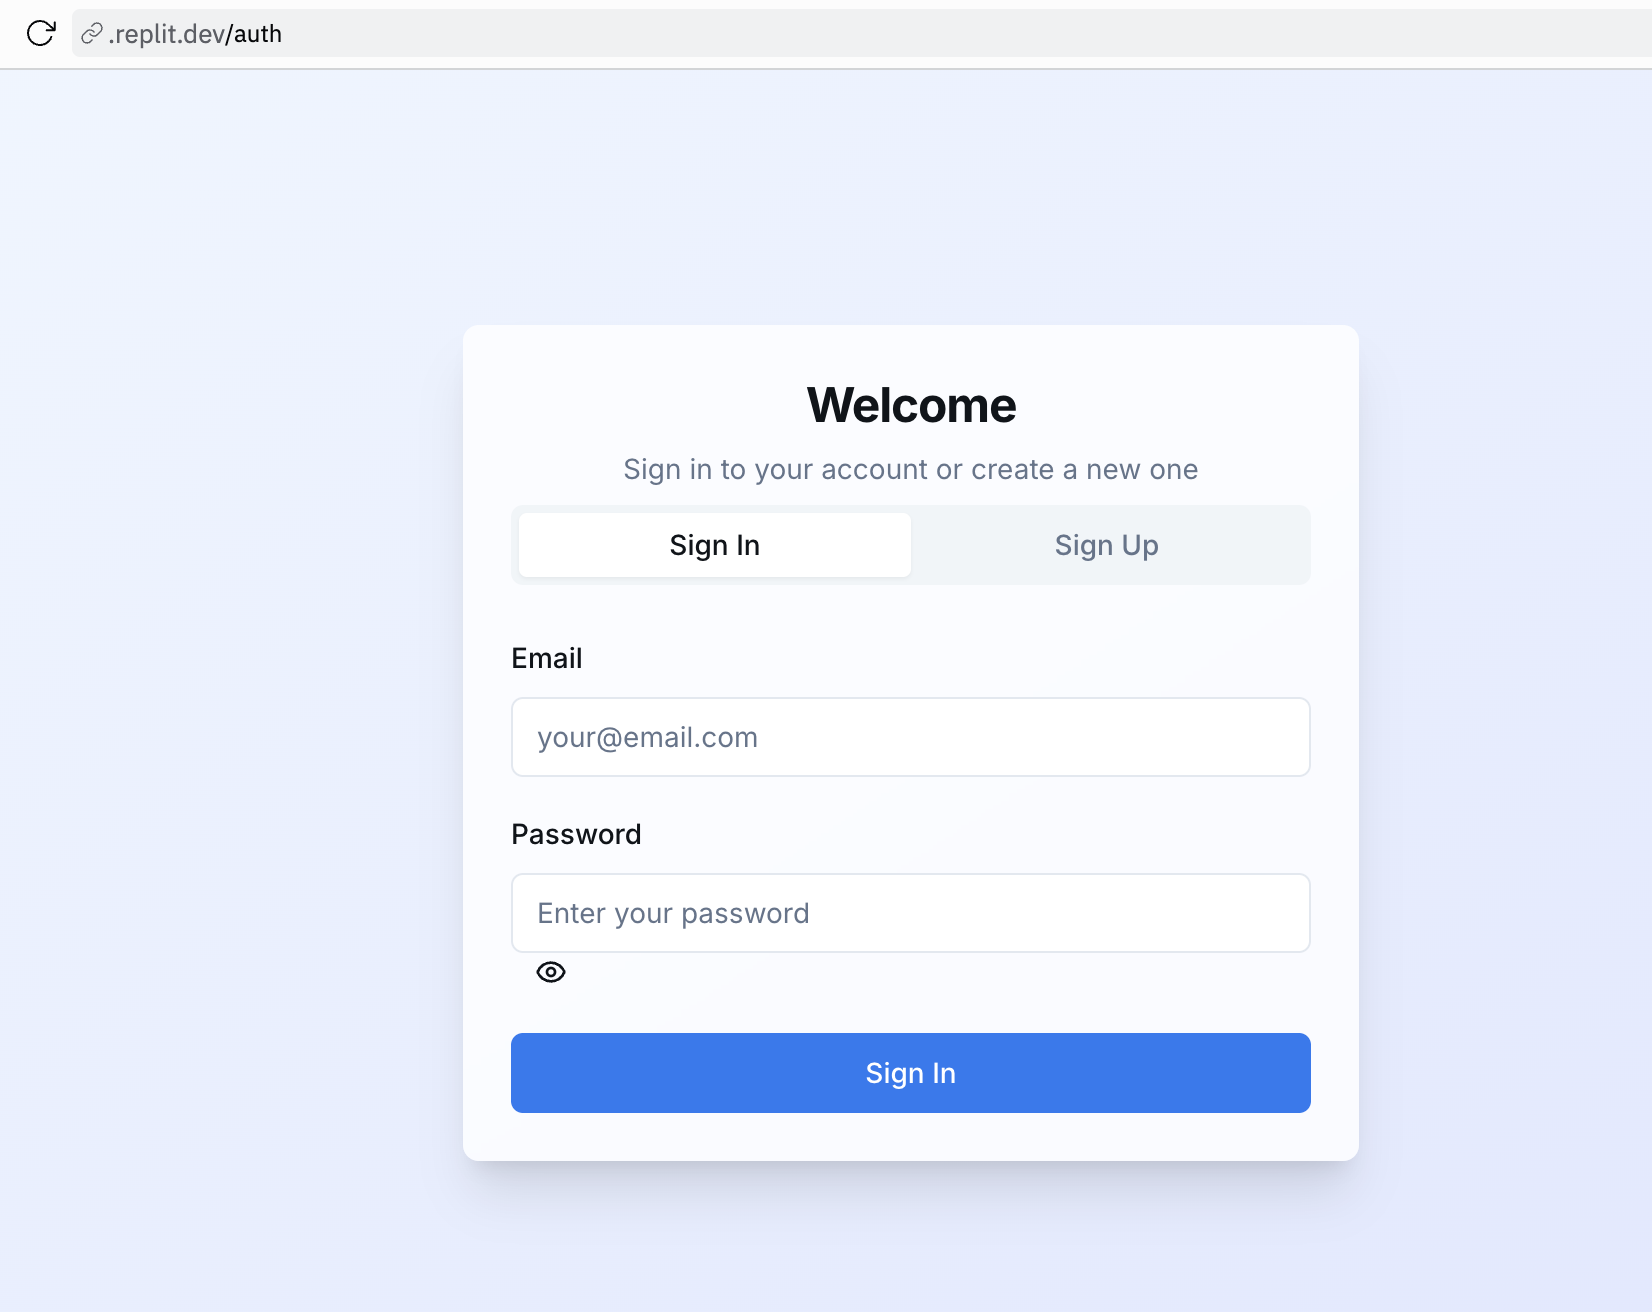 .replit.dev/auth
Welcome
Sign in to your account or create a new one
Sign In
Sign Up
Email
your@email.com
Password
Enter your password
Sign In